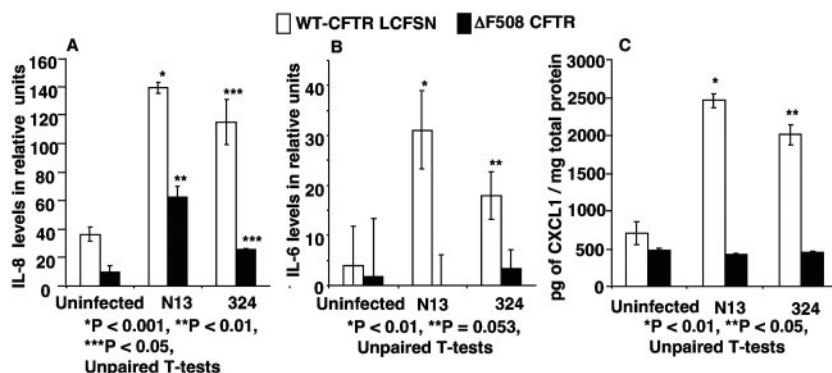 WT-CFTR LCFSN ΔF508 CFTR
A
IL-8 levels in relative units
160
140
120
100
80
60
40
20
0
*
**
***
***
Uninfected N13 324
*P < 0.001, **P < 0.01,
***P < 0.05,
Unpaired T-tests
B
IL-6 levels in relative units
40
30
20
10
0
*
**
Uninfected N13 324
*P < 0.01, **P = 0.053,
Unpaired T-tests
C
pg of CXCL1 / mg total protein
3000
2500
2000
1500
1000
500
0
*
**
Uninfected N13 324
*P < 0.01, **P < 0.05,
Unpaired T-tests